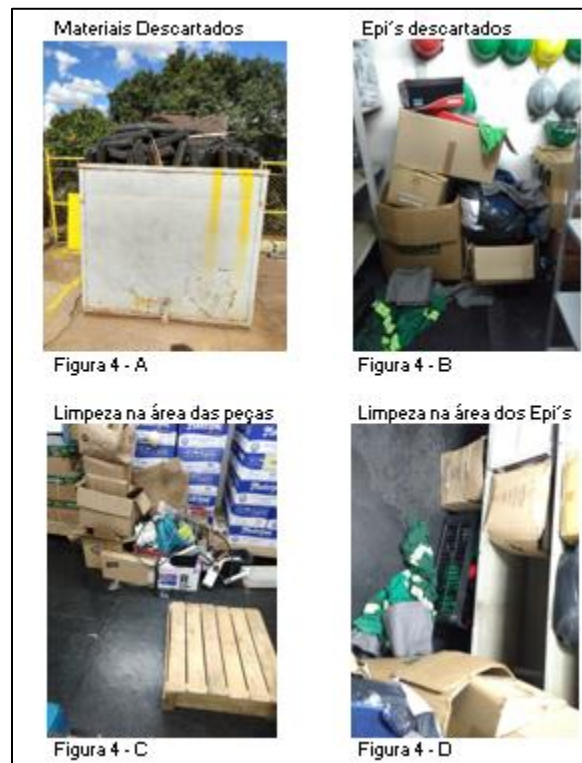 Materiais Descartados
Epi´s descartados
Figura 4 - A
Figura 4 - B
Limpeza na área das peças
Limpeza na área dos Epi´s
Figura 4 - C
Figura 4 - D